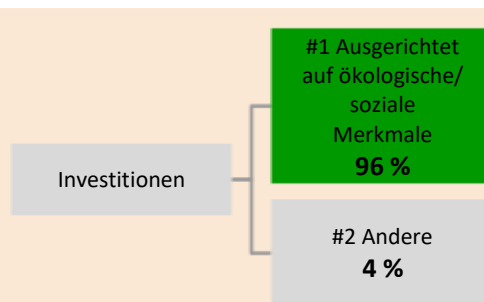 #1 Ausgerichtet
auf ökologische/
soziale
Merkmale
96 %
Investitionen
#2 Andere
4 %